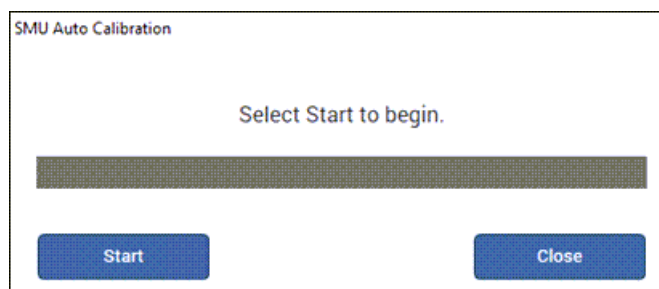 SMU Auto Calibration
Select Start to begin.
Start
Close